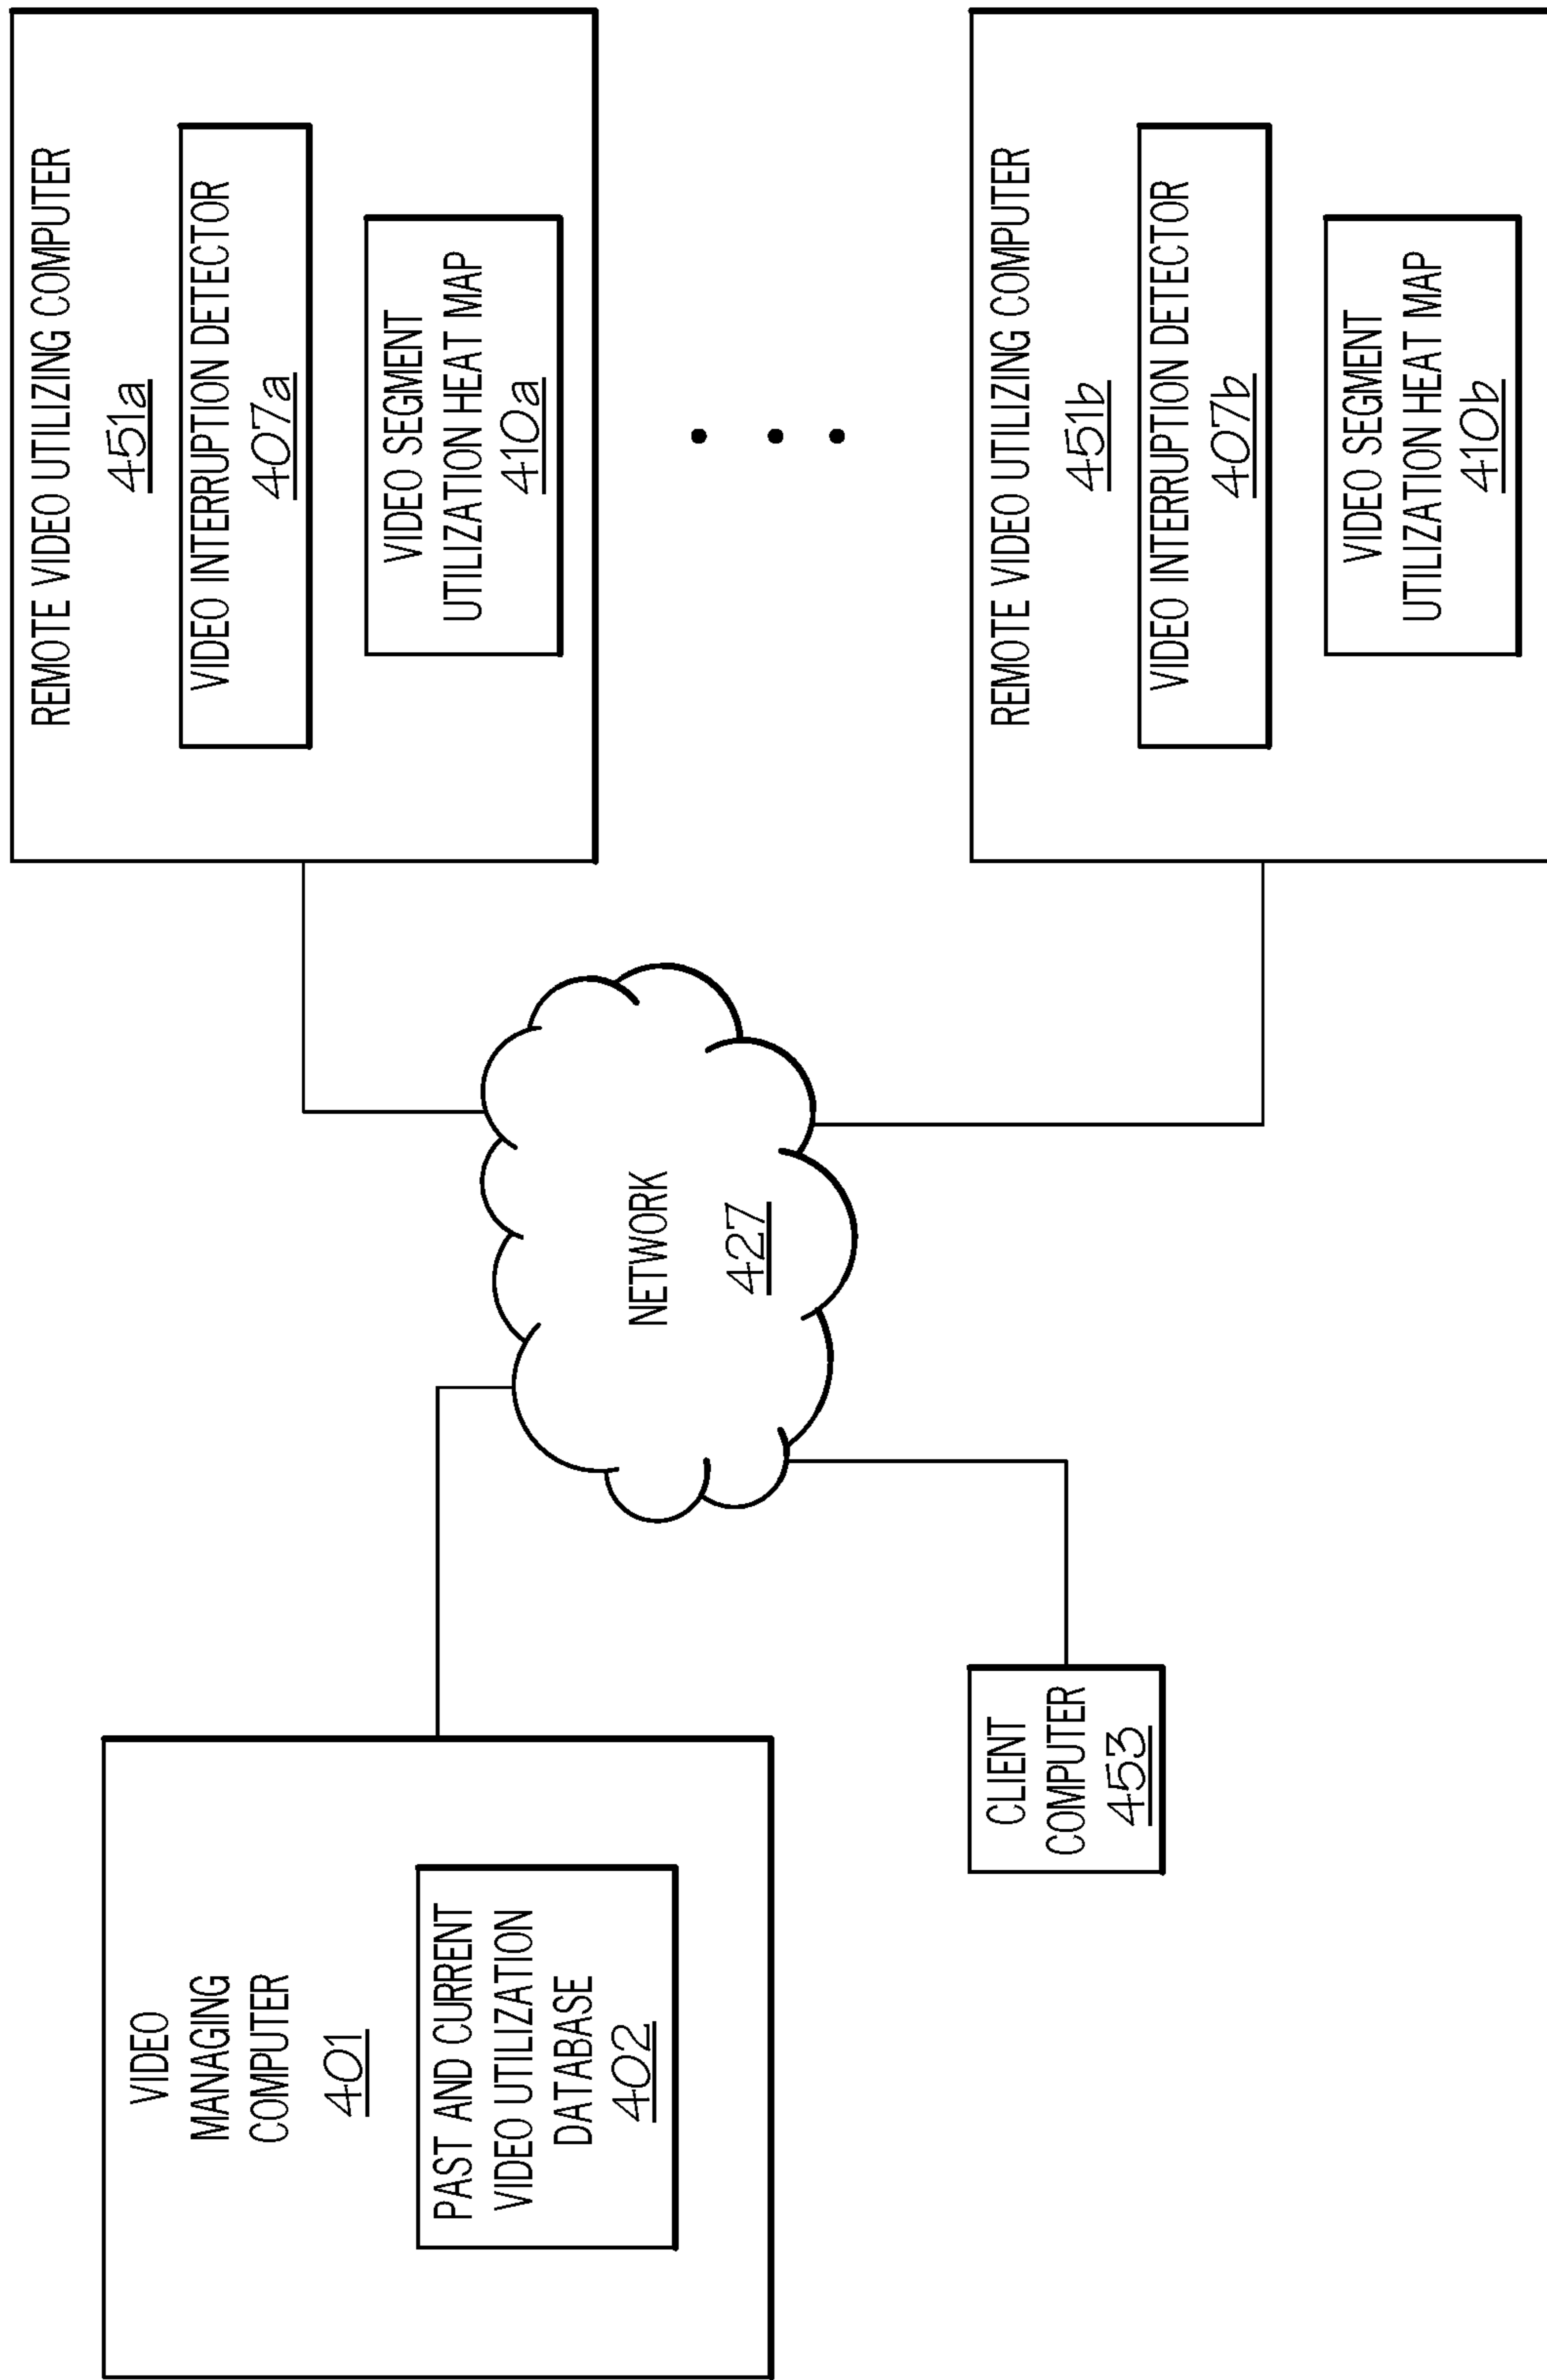 VIDEO
MANAGING
COMPUTER
401
PAST AND CURRENT
VIDEO UTILIZATION
DATABASE
402
CLIENT
COMPUTER
453
NETWORK
427
REMOTE VIDEO UTILIZING COMPUTER
451a
VIDEO INTERRUPTION DETECTOR
407a
VIDEO SEGMENT
UTILIZATION HEAT MAP
410a
REMOTE VIDEO UTILIZING COMPUTER
451b
VIDEO INTERRUPTION DETECTOR
407b
VIDEO SEGMENT
UTILIZATION HEAT MAP
410b